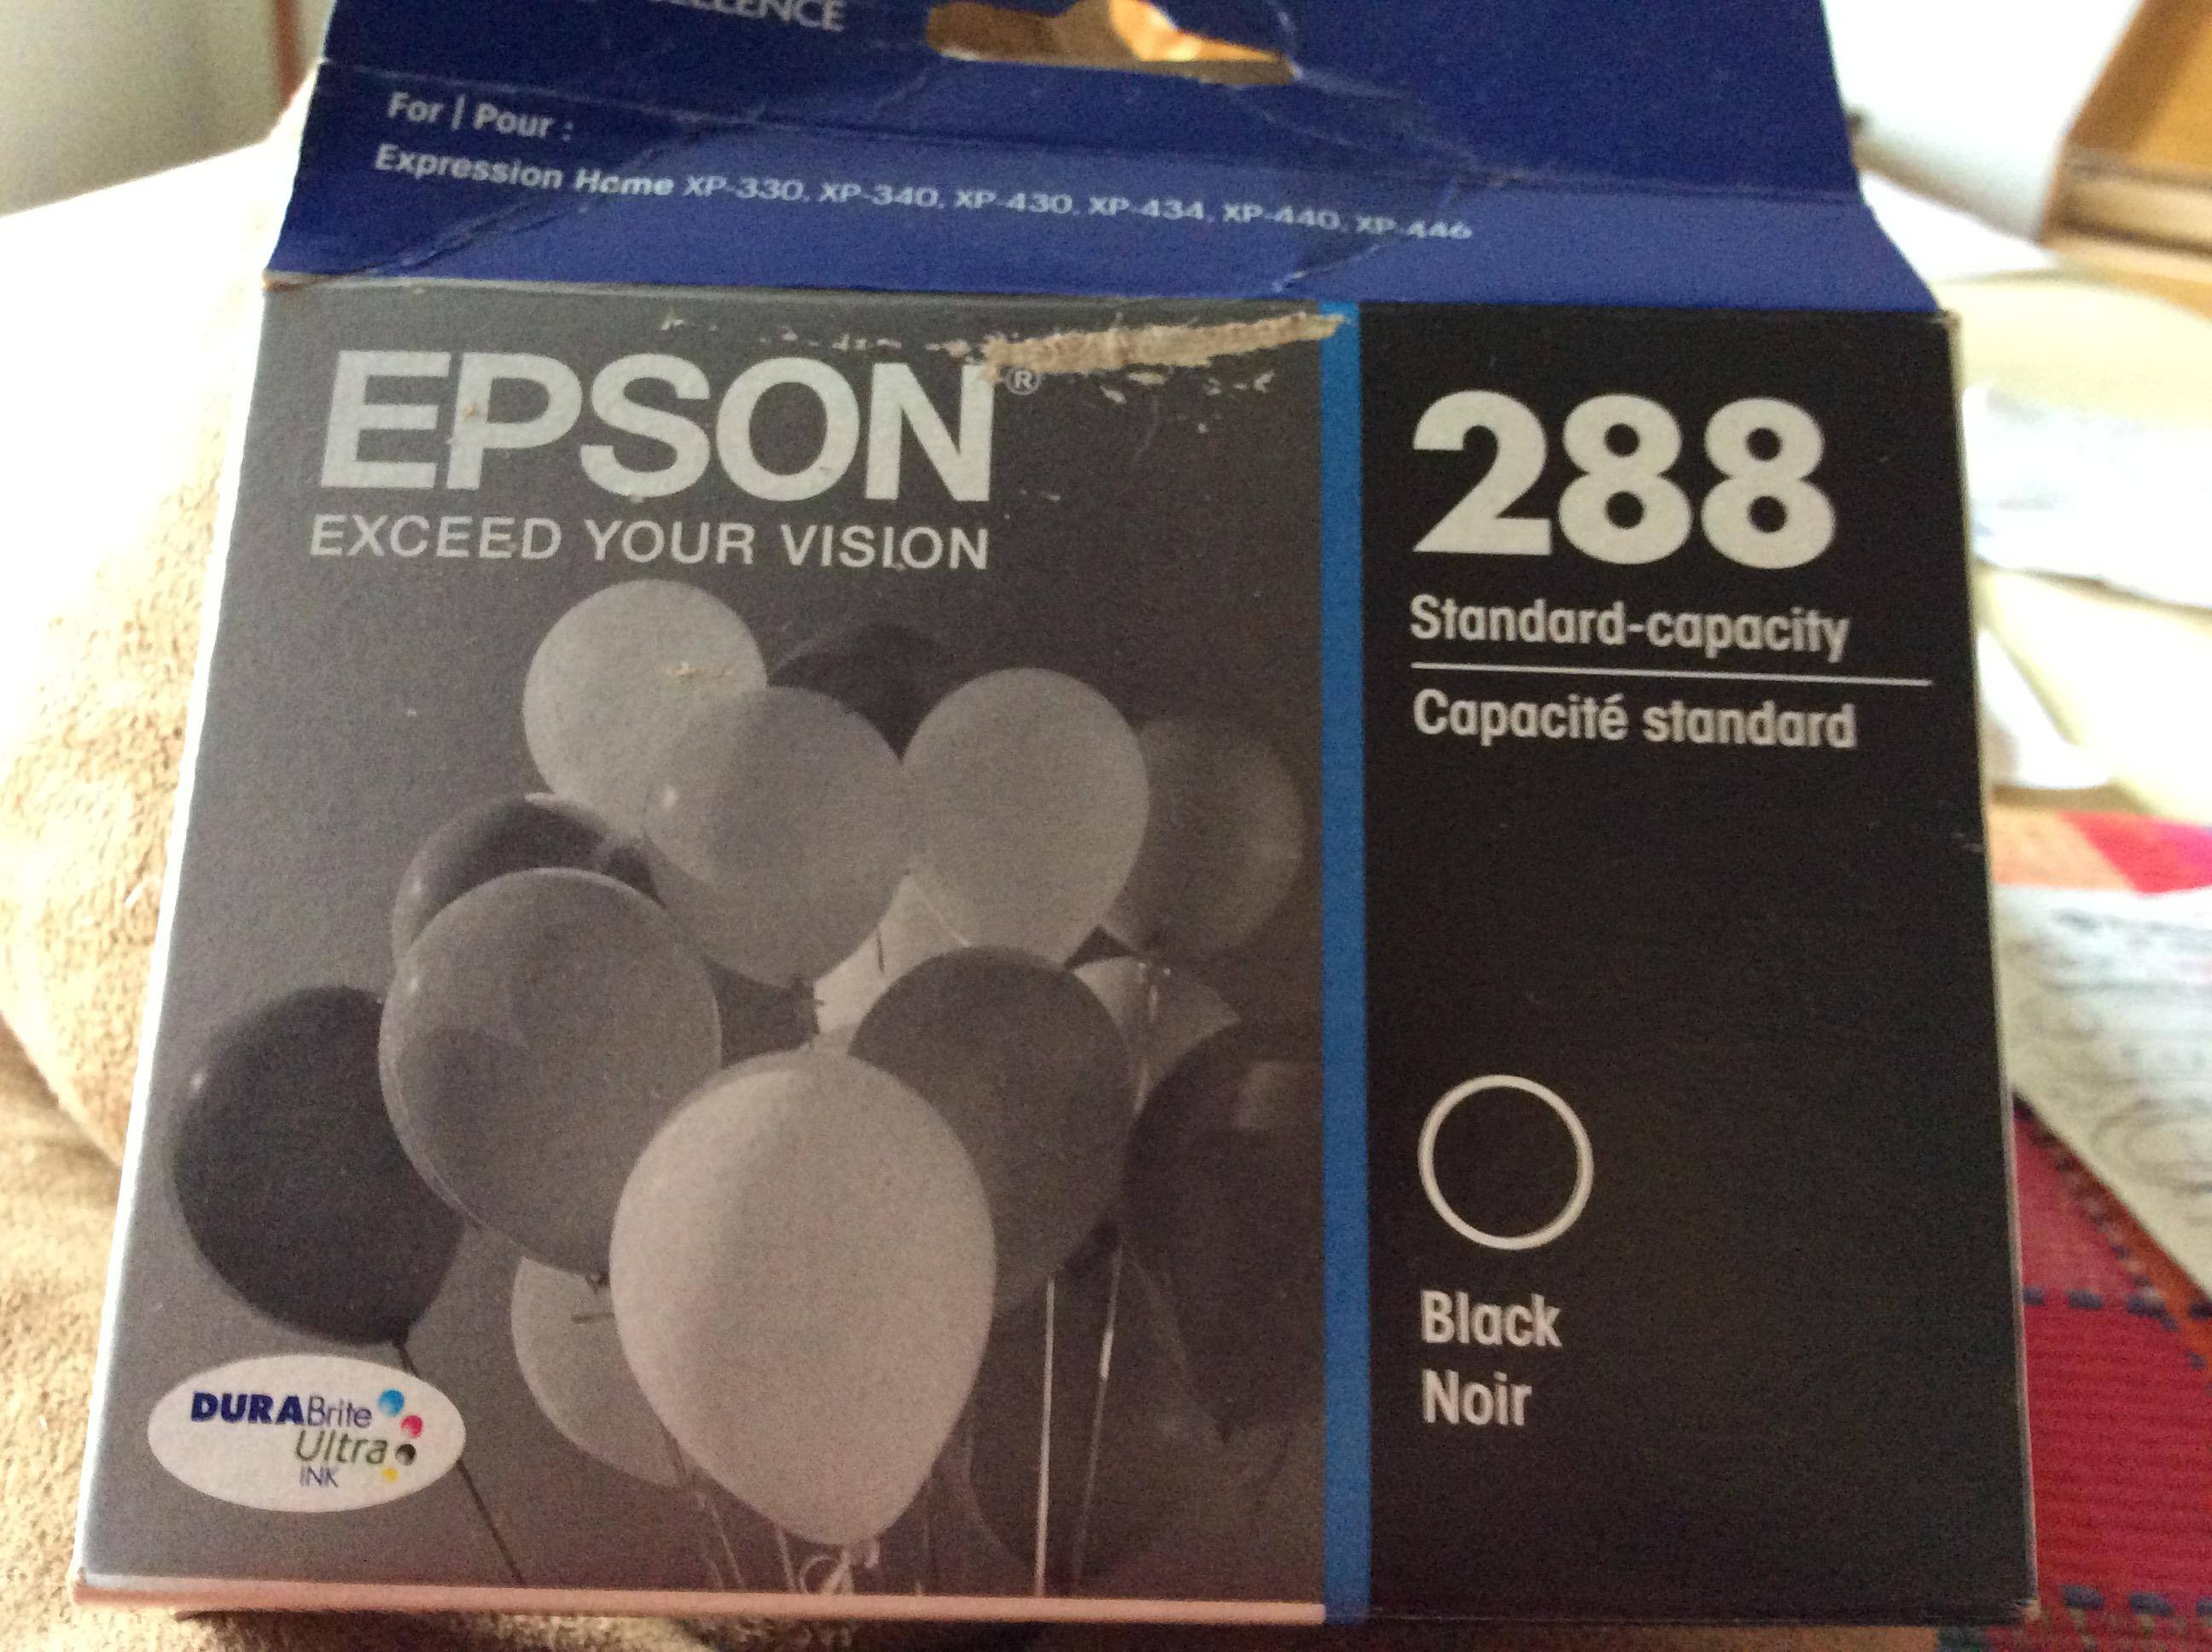 For | Pour :
Expression Home XP-330, XP-340, XP-430, XP-434, XP-440, XP-446
EPSON®
EXCEED YOUR VISION
288
Standard-capacity
Capacité standard
Black
Noir
DURABrite
Ultra
INK